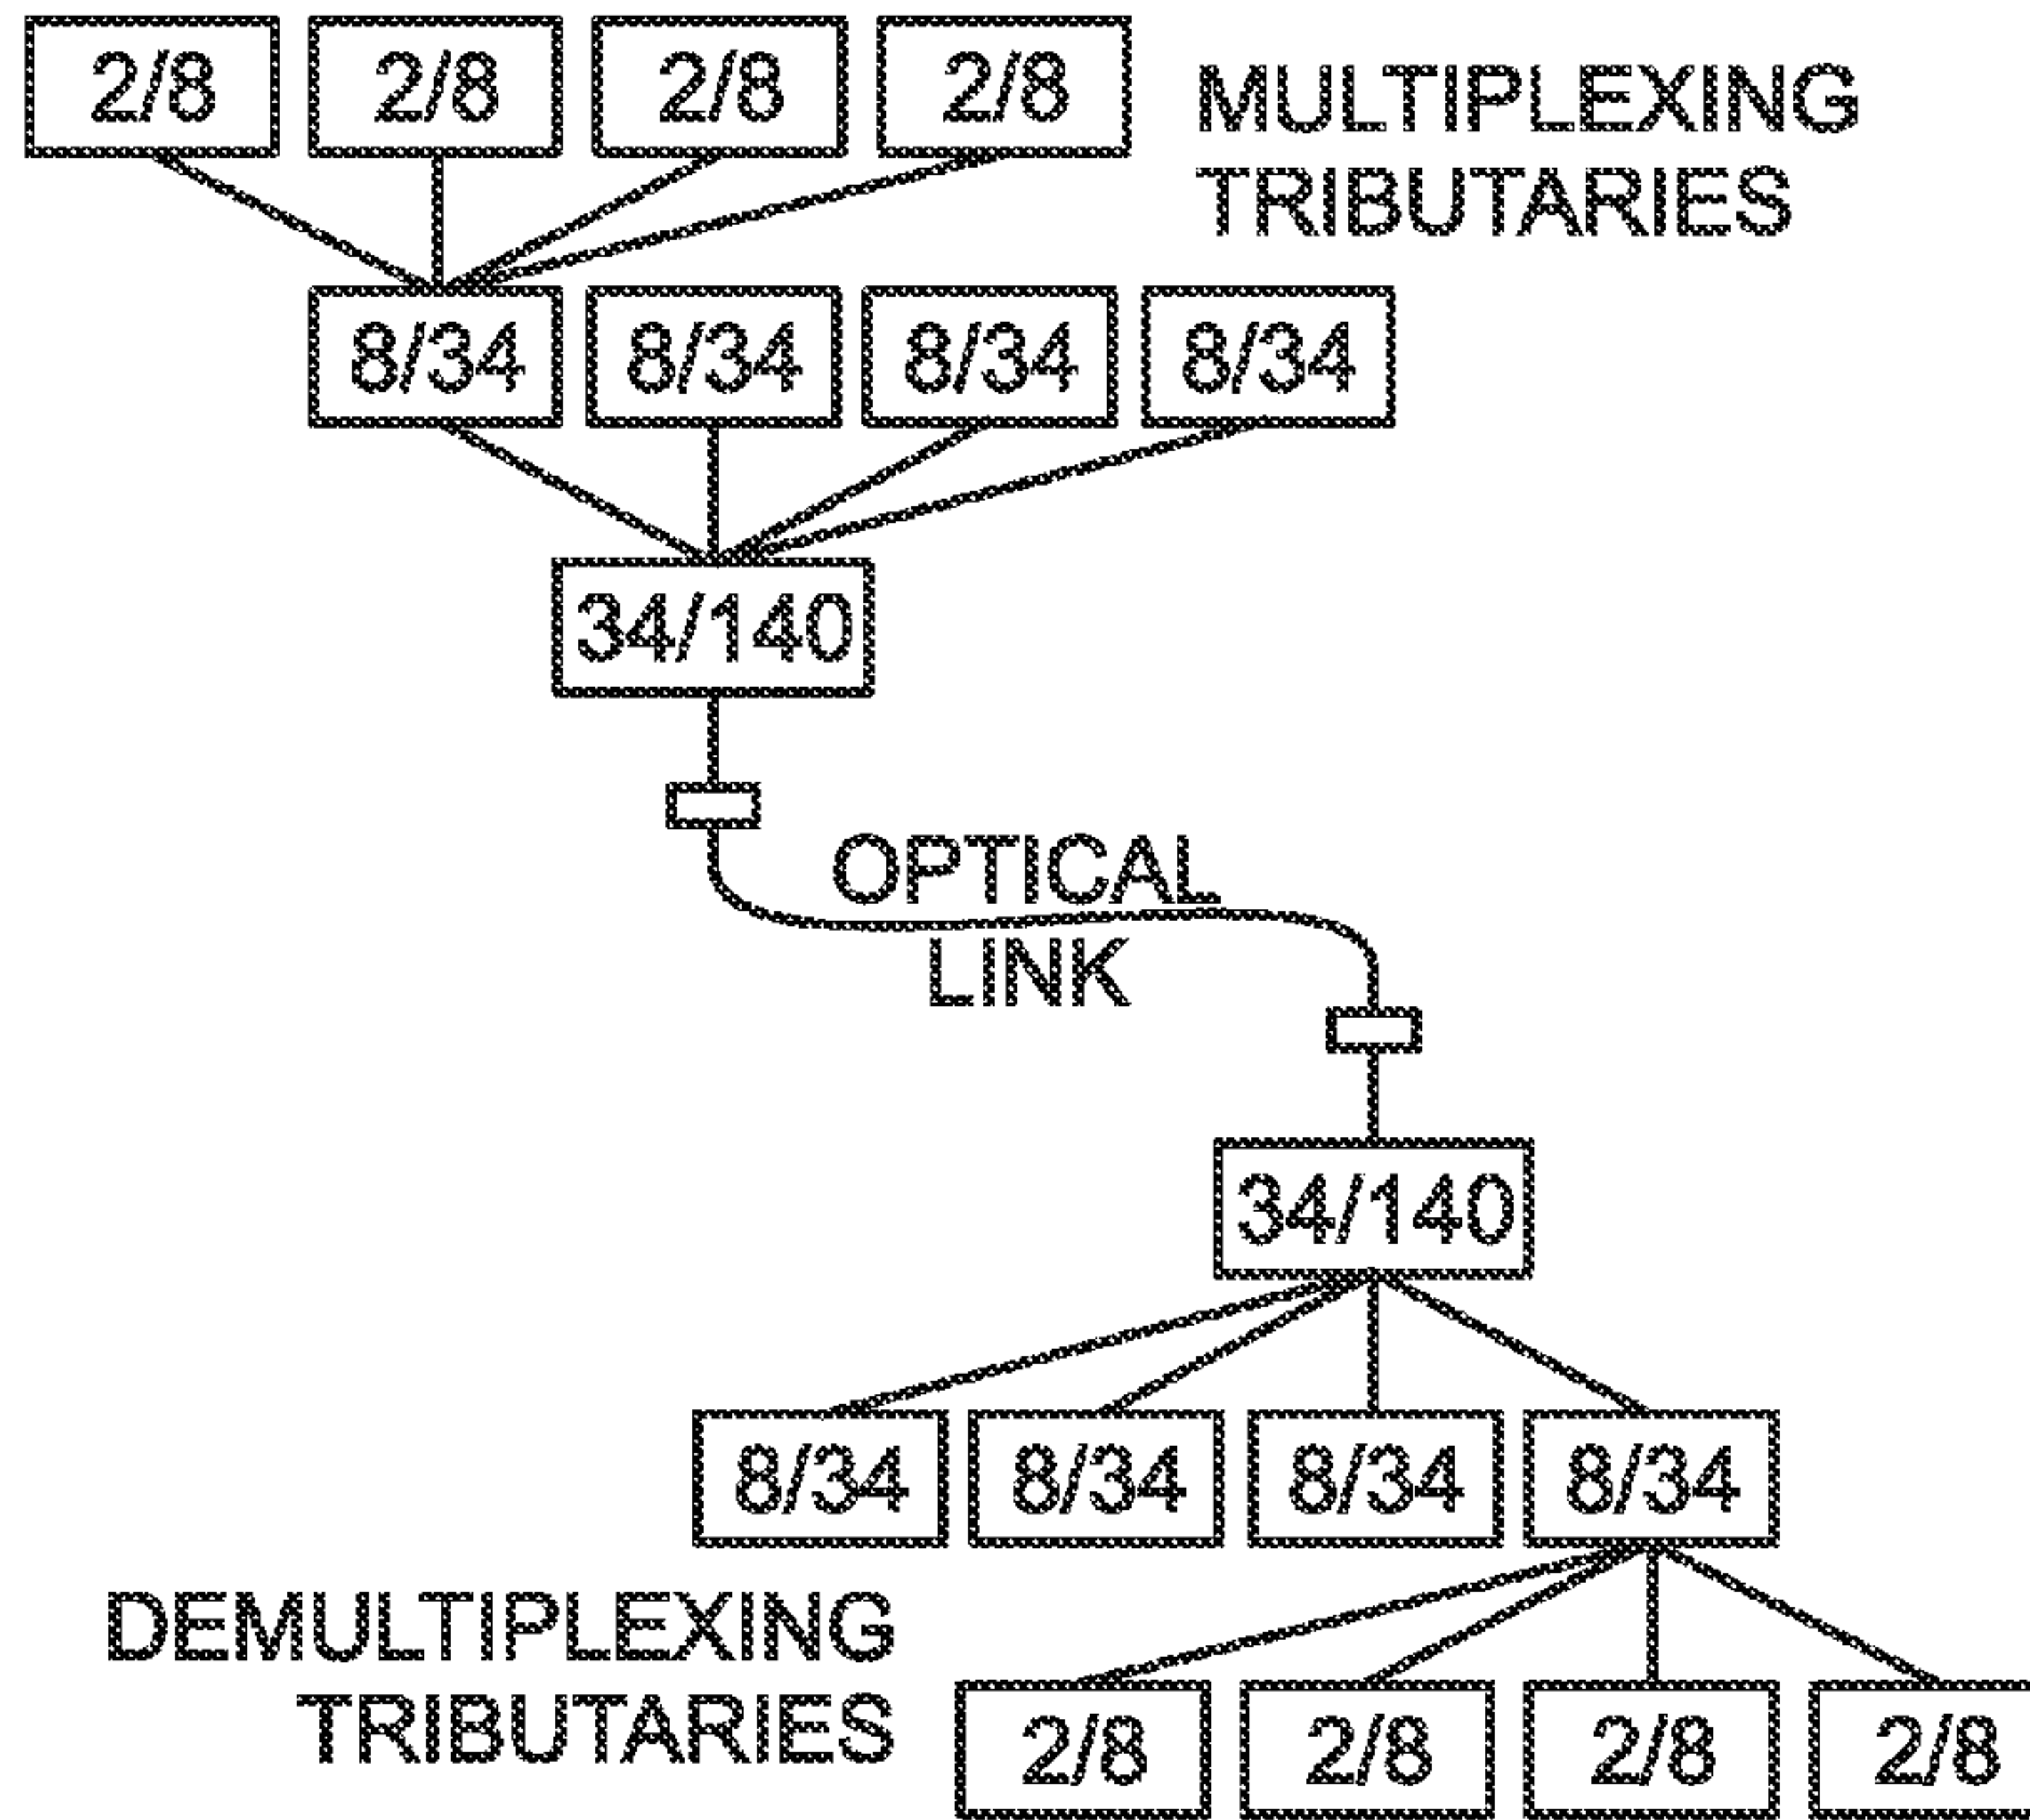 2/8 2/8 2/8 2/8 MULTIPLEXING
TRIBUTARIES
8/34 8/34 8/34 8/34
34/140
OPTICAL
LINK
34/140
8/34 8/34 8/34 8/34
DEMULTIPLEXING
TRIBUTARIES
2/8 2/8 2/8 2/8